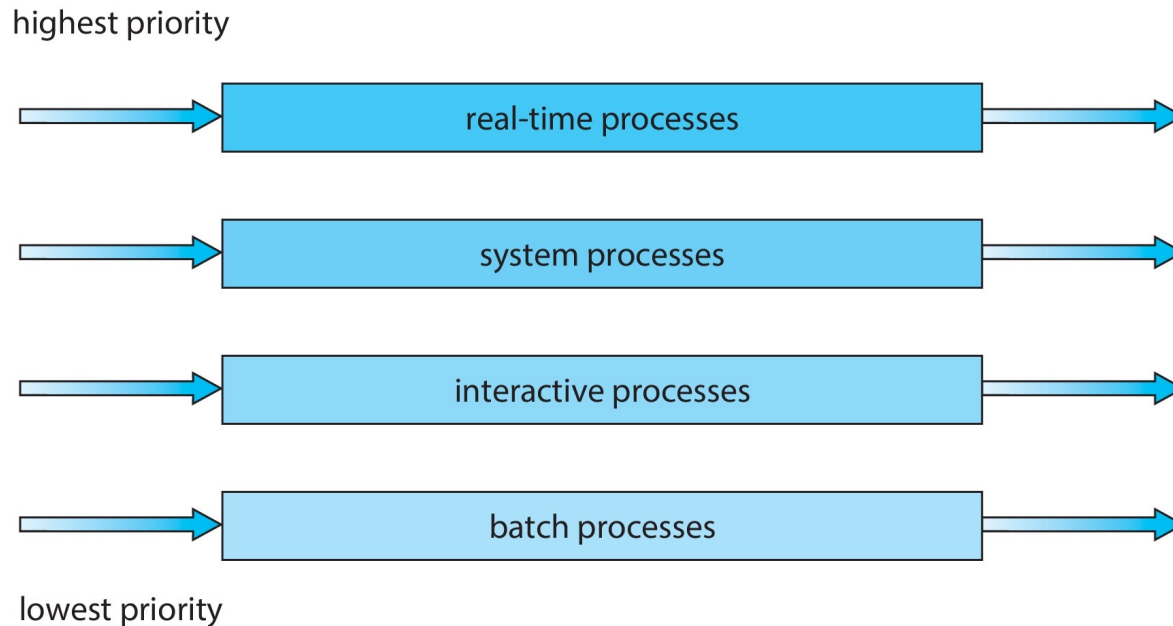 highest priority
real-time processes
system processes
interactive processes
batch processes
lowest priority